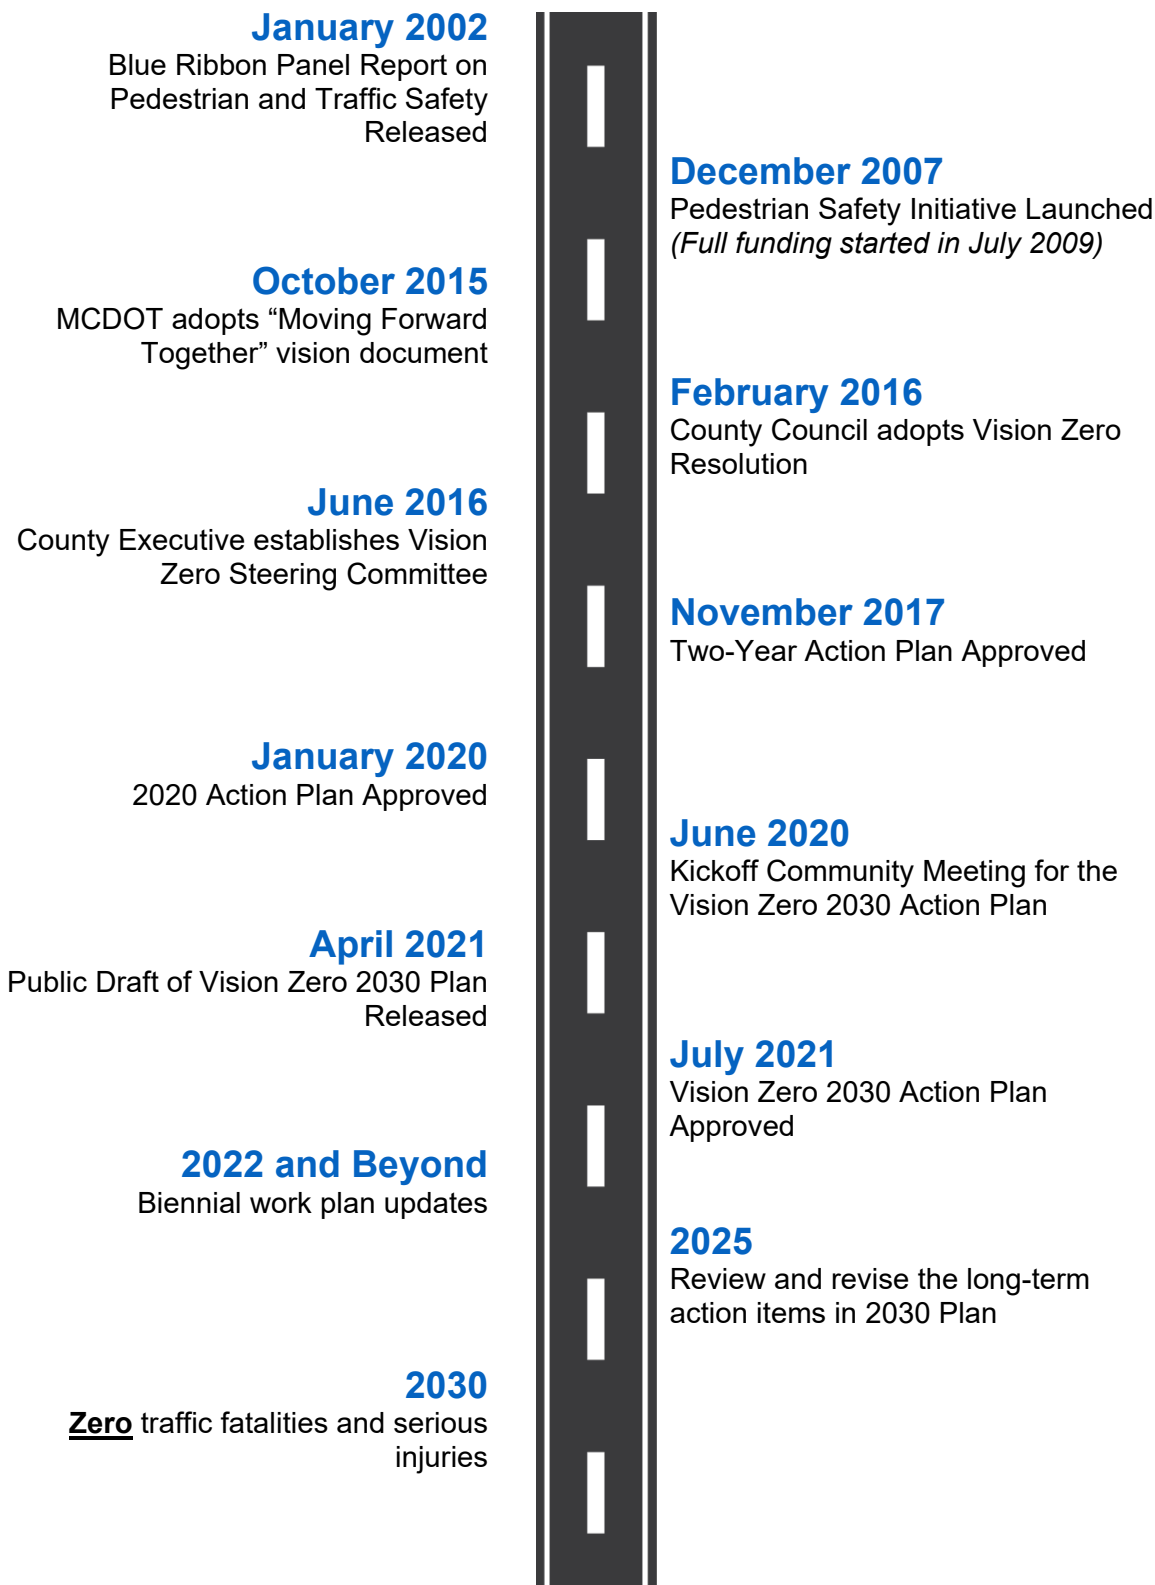 January 2002
Blue Ribbon Panel Report on
Pedestrian and Traffic Safety
Released
December 2007
Pedestrian Safety Initiative Launched
(Full funding started in July 2009)
October 2015
MCDOT adopts “Moving Forward
Together” vision document
February 2016
County Council adopts Vision Zero
Resolution
June 2016
County Executive establishes Vision
Zero Steering Committee
November 2017
Two-Year Action Plan Approved
January 2020
2020 Action Plan Approved
June 2020
Kickoff Community Meeting for the
Vision Zero 2030 Action Plan
April 2021
Public Draft of Vision Zero 2030 Plan
Released
July 2021
Vision Zero 2030 Action Plan
Approved
2022 and Beyond
Biennial work plan updates
2025
Review and revise the long-term
action items in 2030 Plan
2030
Zero traffic fatalities and serious
injuries